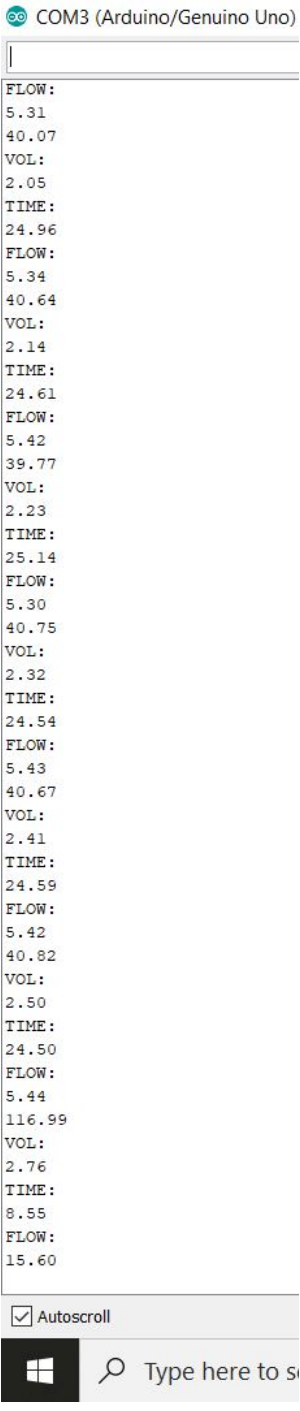 COM3 (Arduino/Genuino Uno)
FLOW:
5.31
40.07
VOL:
2.05
TIME:
24.96
FLOW:
5.34
40.64
VOL:
2.14
TIME:
24.61
FLOW:
5.42
39.77
VOL:
2.23
TIME:
25.14
FLOW:
5.30
40.75
VOL:
2.32
TIME:
24.54
FLOW:
5.43
40.67
VOL:
2.41
TIME:
24.59
FLOW:
5.42
40.82
VOL:
2.50
TIME:
24.50
FLOW:
5.44
116.99
VOL:
2.76
TIME:
8.55
FLOW:
15.60
Autoscroll
Type here to s